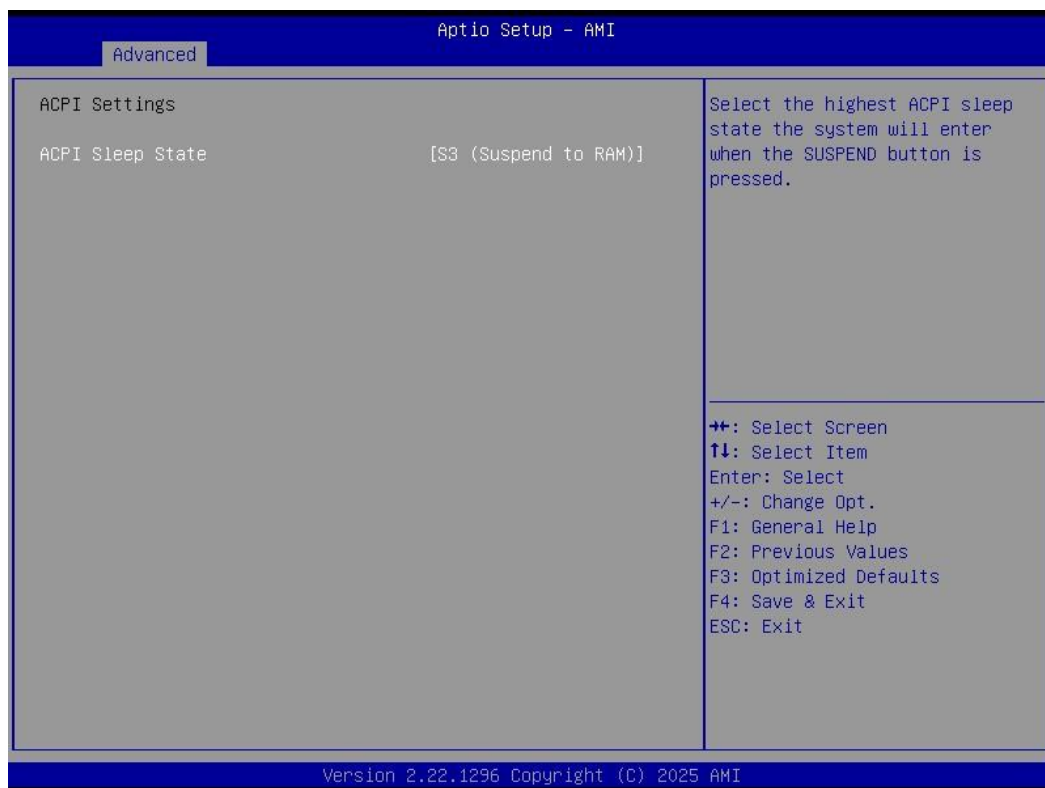 Aptio Setup – AMI
Advanced
ACPI Settings
ACPI Sleep State [S3 (Suspend to RAM)]
Select the highest ACPI sleep
state the system will enter
when the SUSPEND button is
pressed.
→←: Select Screen
↑↓: Select Item
Enter: Select
+/-: Change Opt.
F1: General Help
F2: Previous Values
F3: Optimized Defaults
F4: Save & Exit
ESC: Exit
Version 2.22.1296 Copyright (C) 2025 AMI